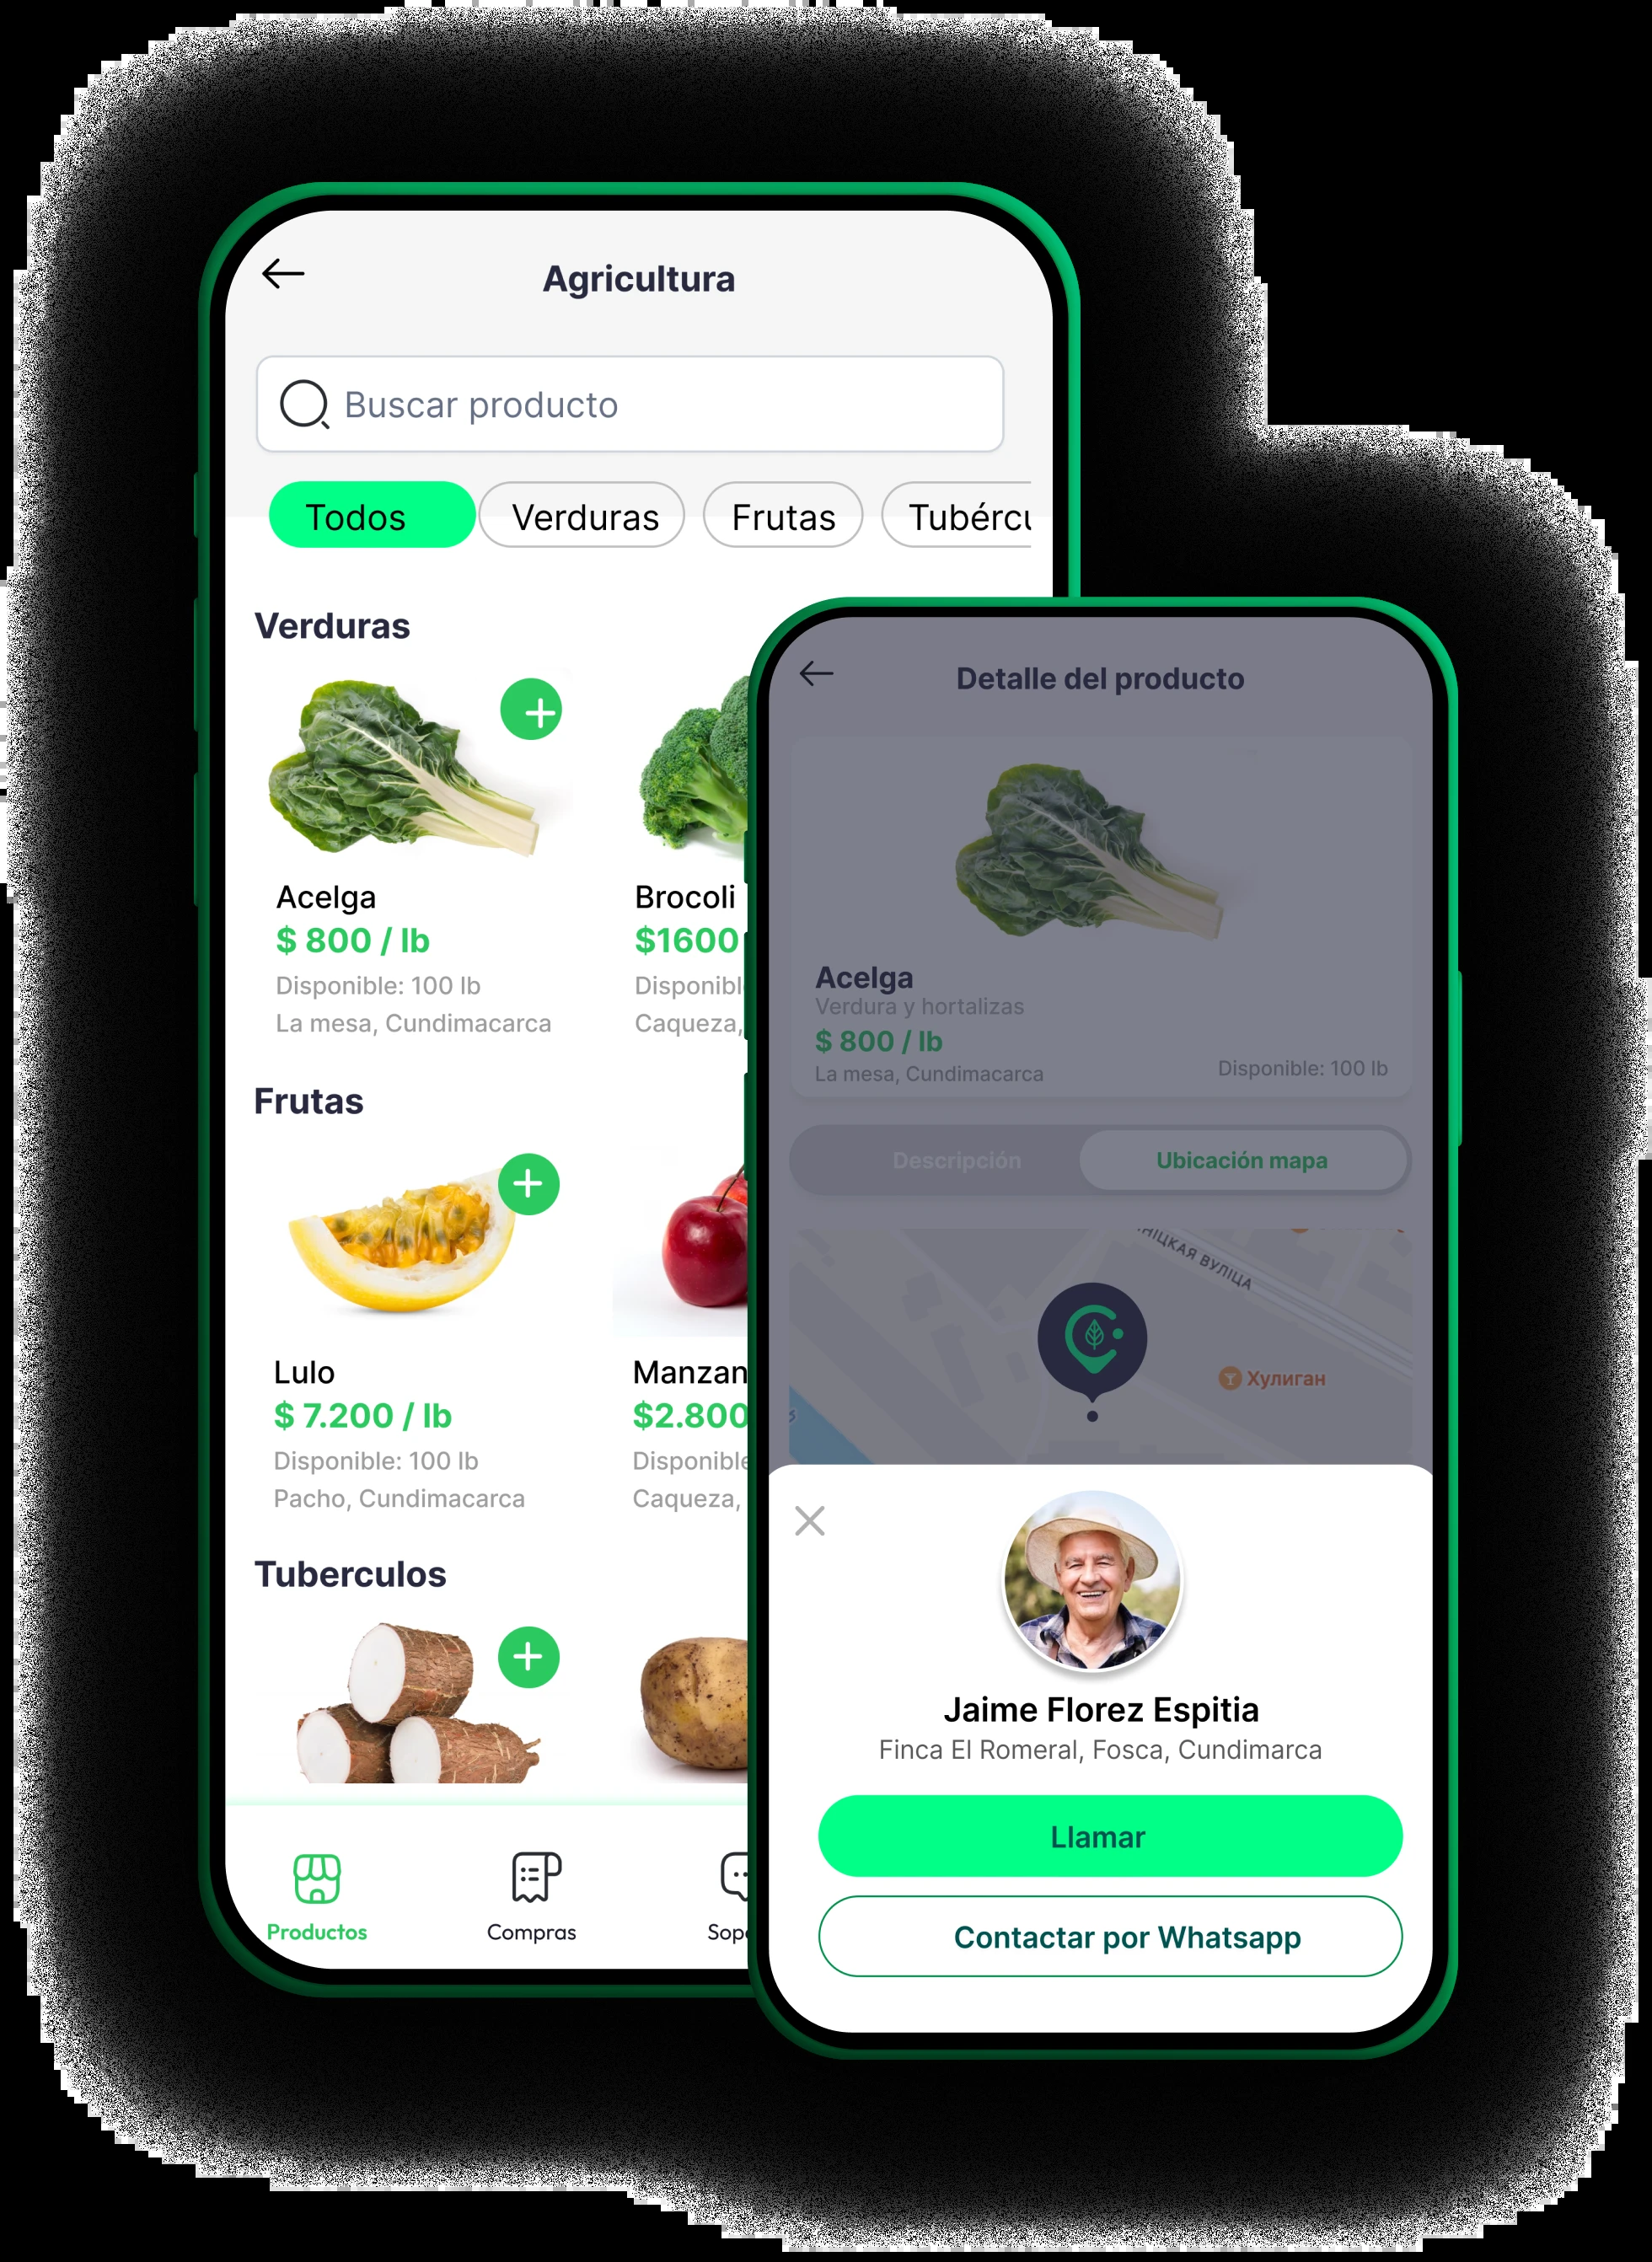 Agricultura
Buscar producto
Todos
Verduras
Frutas
Tubércu
Verduras
Acelga
$ 800 / lb
Disponible: 100 lb
La mesa, Cundimacarca
Brocoli
$1600
Disponibl
Caqueza,
Frutas
Lulo
$ 7.200 / lb
Disponible: 100 lb
Pacho, Cundimacarca
Manzan
$2.800
Disponible
Caqueza,
Tuberculos
Productos
Compras
Sop
Detalle del producto
Acelga
Verdura y hortalizas
$ 800 / lb
La mesa, Cundimacarca
Disponible: 100 lb
Descripción
Ubicación mapa
НІЦКАЯ ВУЛІЦА
Хулиган
Jaime Florez Espitia
Finca El Romeral, Fosca, Cundimarca
Llamar
Contactar por Whatsapp